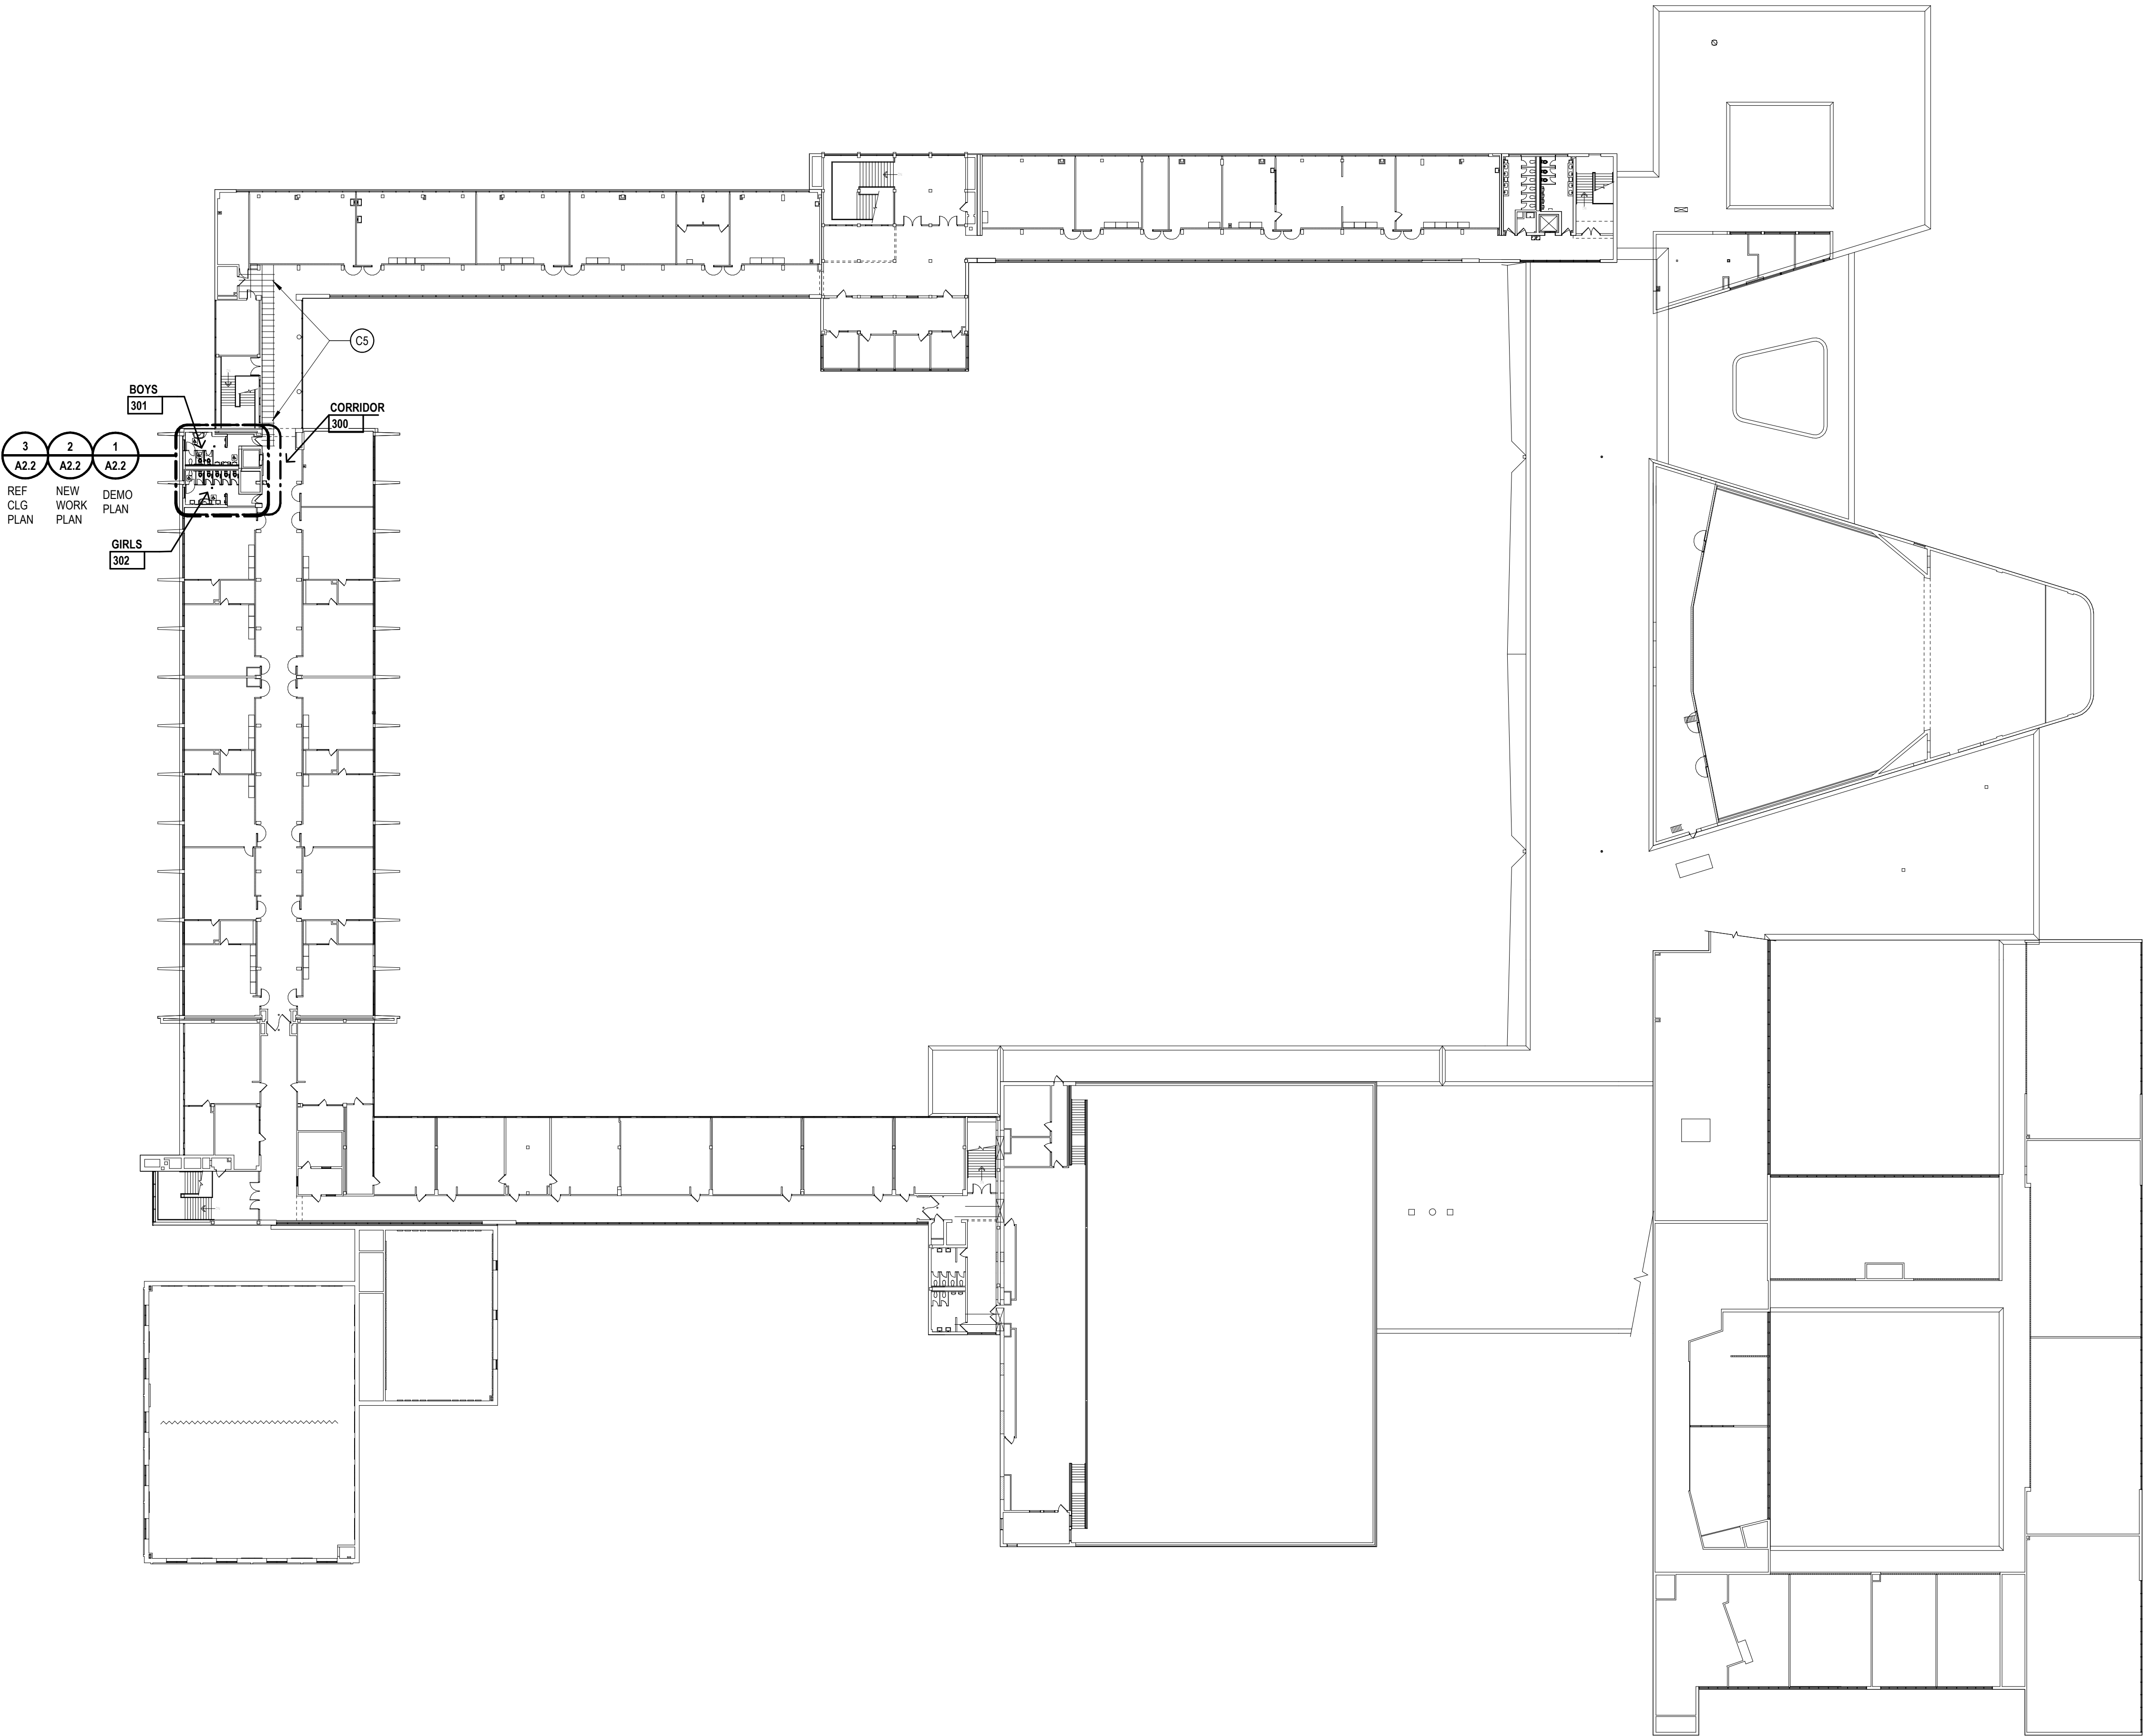 C5
BOYS
301
CORRIDOR
300
3
A2.2
2
A2.2
1
A2.2
REF
CLG
PLAN
NEW
WORK
PLAN
DEMO
PLAN
GIRLS
302